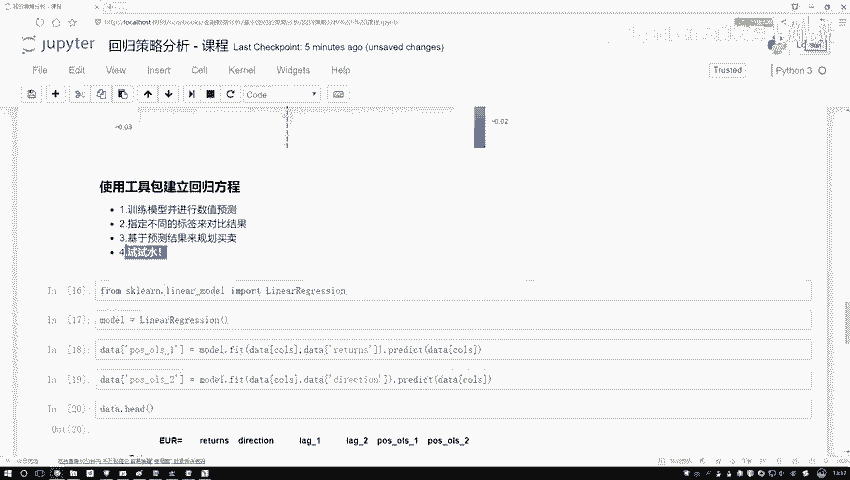 jupyter 回归策略分析 - 课程 Last Checkpoint: 5 minutes ago (unsaved changes)
File Edit View Insert Cell Kernel Widgets Help
Trusted
Python 3
Code
-0.03
-0.02
使用工具包建立回归方程
1.训练模型并进行数值预测
2.指定不同的标签来对比结果
3.基于预测结果来规划买卖
4.试试水!
In [16]: from sklearn.linear_model import LinearRegression
In [17]: model = LinearRegression()
In [18]: data['pos_ols_1'] = model.fit(data[cols],data['returns']).predict(data[cols])
In [19]: data['pos_ols_2'] = model.fit(data[cols],data['direction']).predict(data[cols])
In [20]: data.head()
Out[20]:
EUR= returns direction lag_1 lag_2 pos_ols_1 pos_ols_2